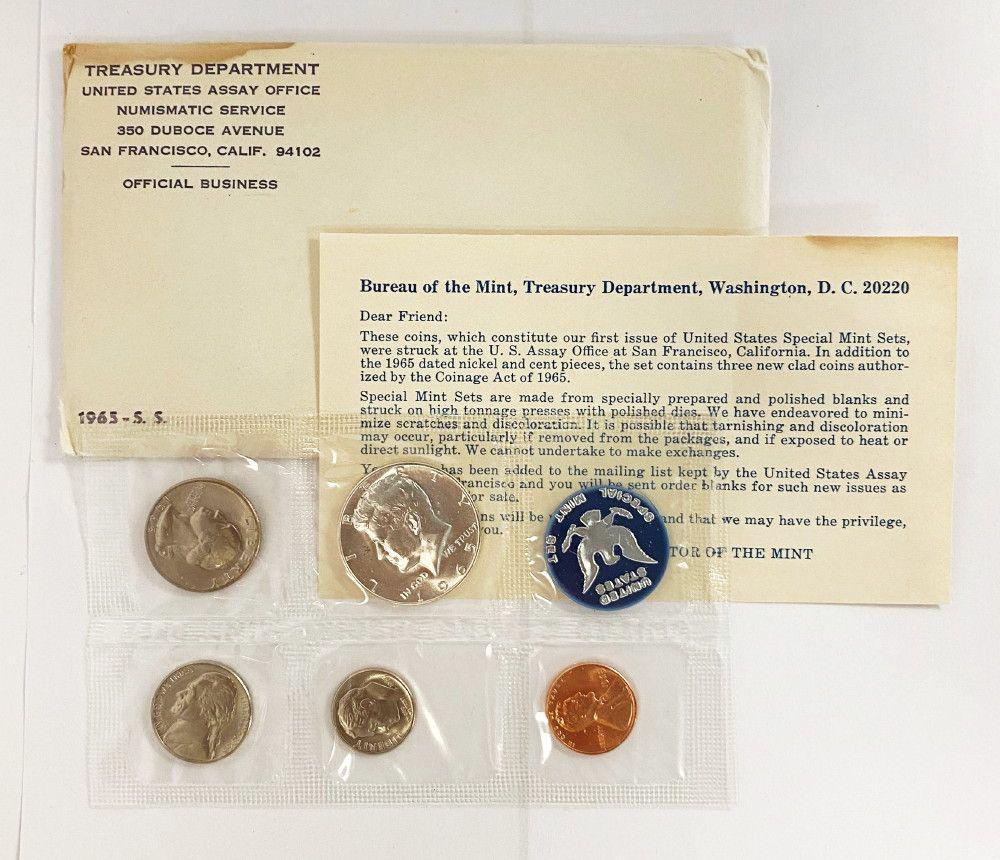 TREASURY DEPARTMENT
UNITED STATES ASSAY OFFICE
NUMISMATIC SERVICE
350 DUBOCE AVENUE
SAN FRANCISCO, CALIF. 94102
OFFICIAL BUSINESS
1965 - S. S.
Bureau of the Mint, Treasury Department, Washington, D. C. 20220
Dear Friend:
These coins, which constitute our first issue of United States Special Mint Sets,
were struck at the U. S. Assay Office at San Francisco, California. In addition to
the 1965 dated nickel and cent pieces, the set contains three new clad coins author-
ized by the Coinage Act of 1965.
Special Mint Sets are made from specially prepared and polished blanks and
struck on high tonnage presses with polished dies. We have endeavored to mini-
mize scratches and discoloration. It is possible that tarnishing and discoloration
may occur, particularly if removed from the packages, and if exposed to heat or
direct sunlight. We cannot undertake to make exchanges.
has been added to the mailing list kept by the United States Assay
and you will be sent order blanks for such new issues as
or sale.
will be and that we may have the privilege,
you.
OF THE MINT
IN GOD WE TRUST
1965
SPECIAL MINT SET
UNITED
STATES
WE TRUST
LIBERTY